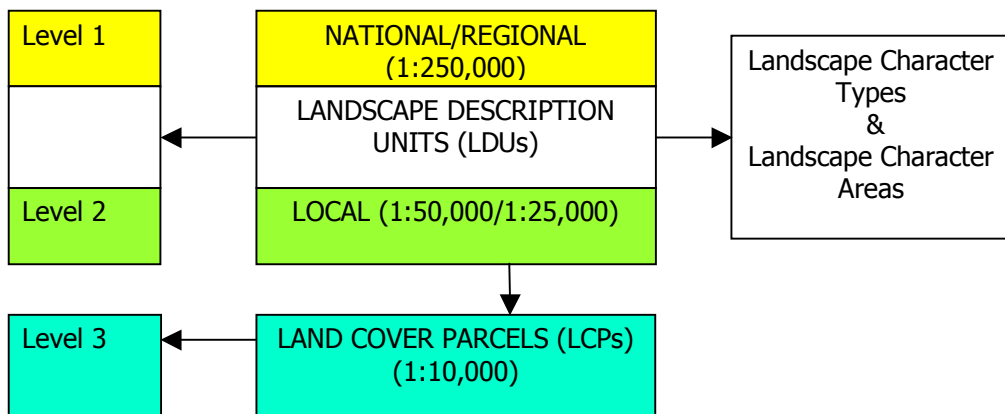 Level 1
NATIONAL/REGIONAL
(1:250,000)
LANDSCAPE DESCRIPTION
UNITS (LDUs)
Landscape Character
Types
&
Landscape Character
Areas
Level 2
LOCAL (1:50,000/1:25,000)
Level 3
LAND COVER PARCELS (LCPs)
(1:10,000)